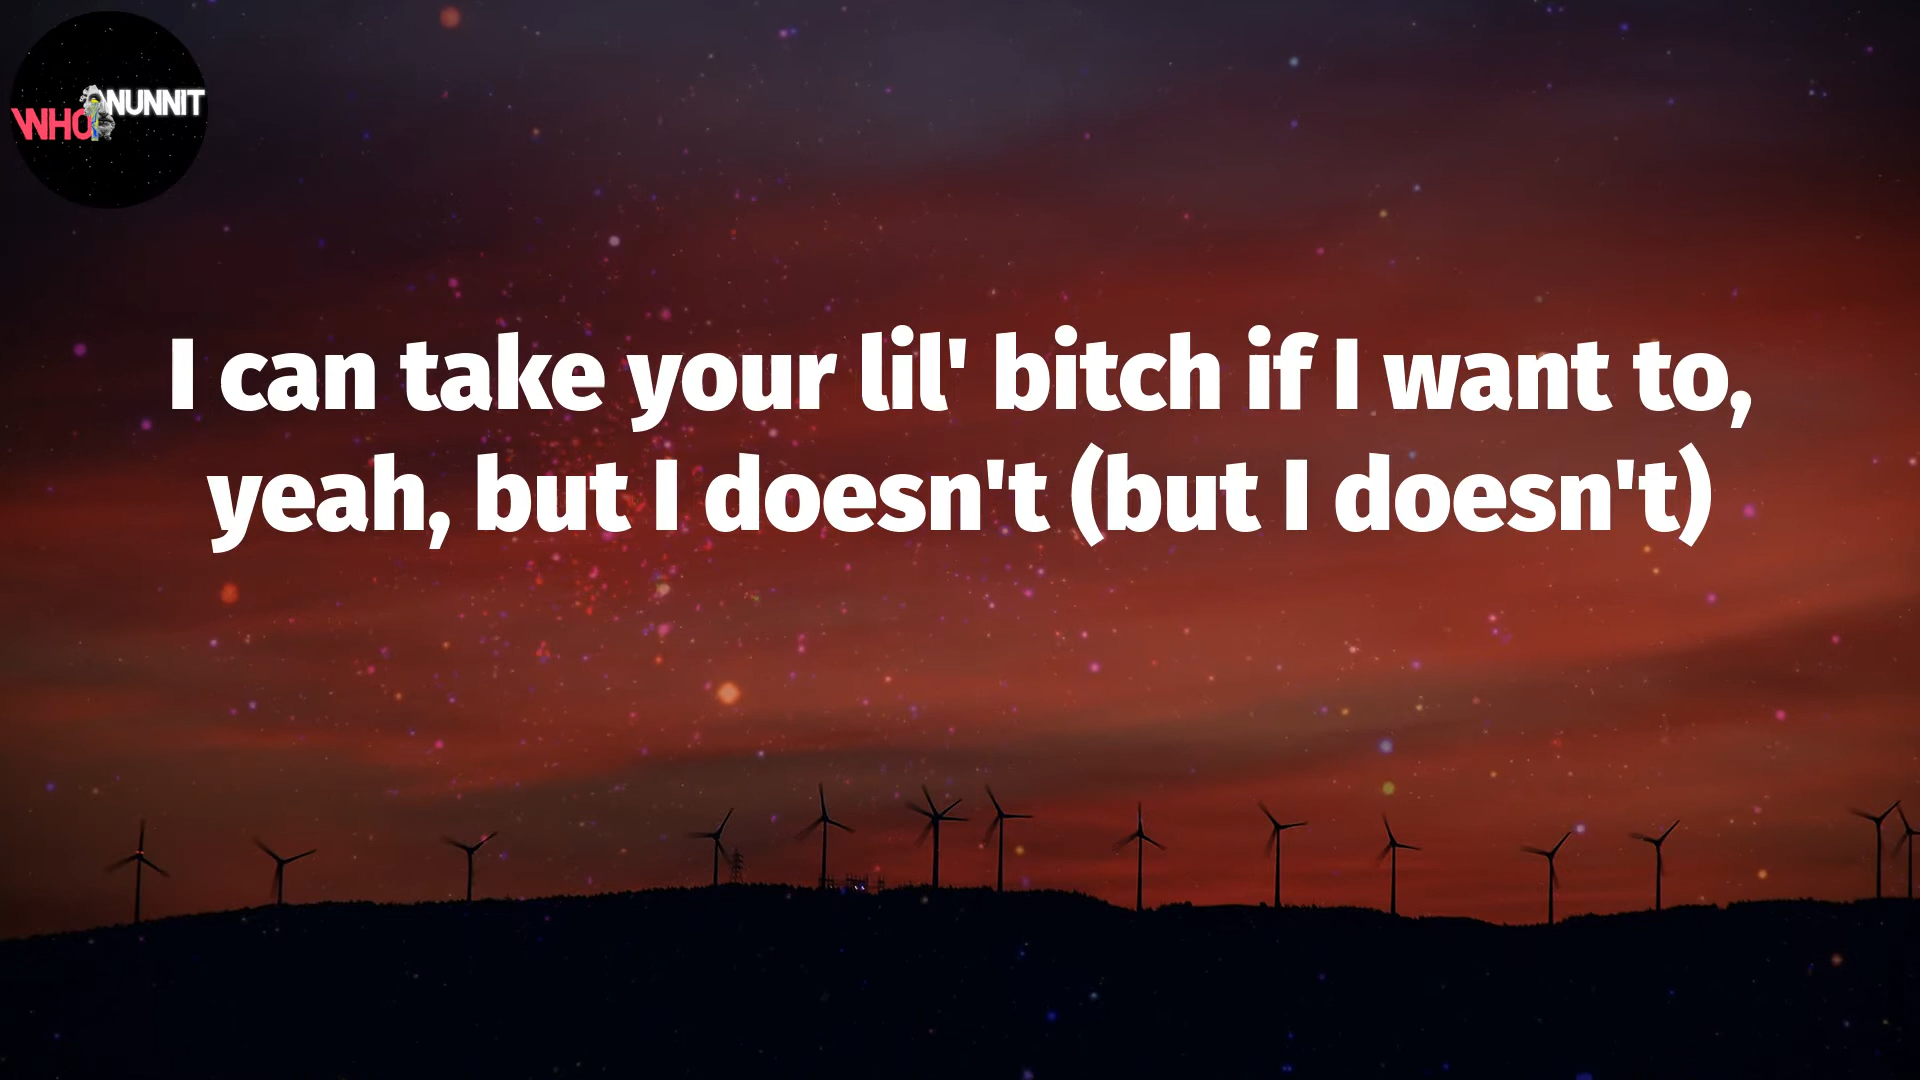 WHO NUNNIT
I can take your lil' bitch if I want to,
yeah, but I doesn't (but I doesn't)